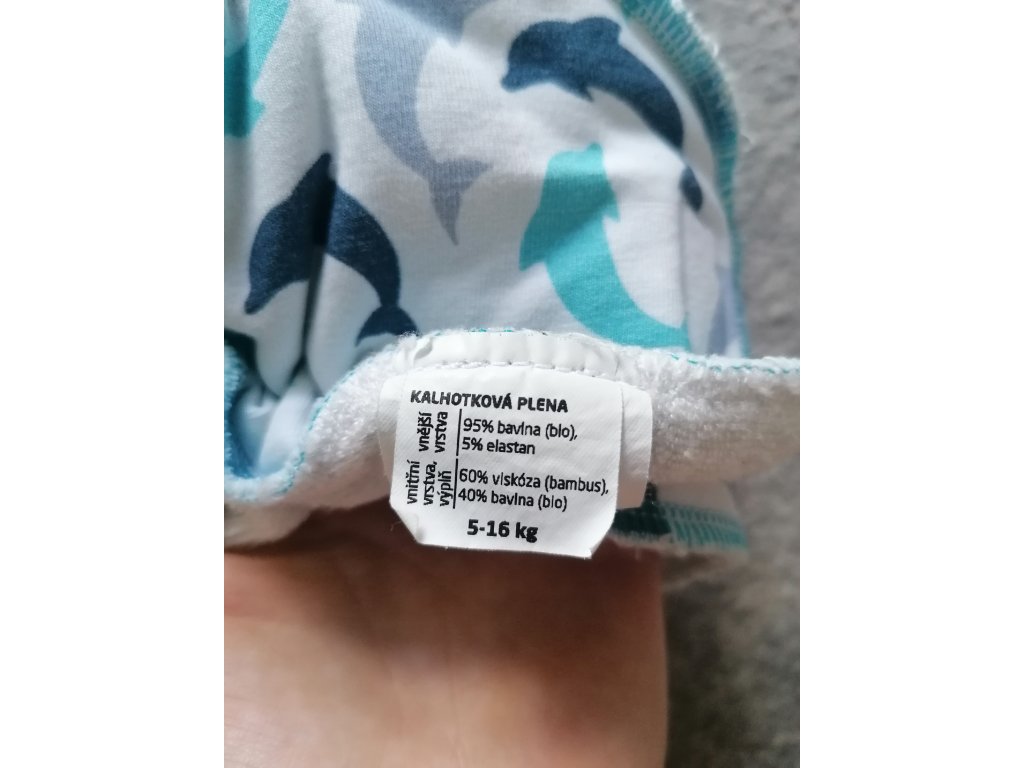 KALHOTKOVÁ PLENA
vnější
vrstva
95% bavlna (bio),
5% elastan
vnitřní
vrstva,
výplň
60% viskóza (bambus),
40% bavlna (bio)
5-16 kg